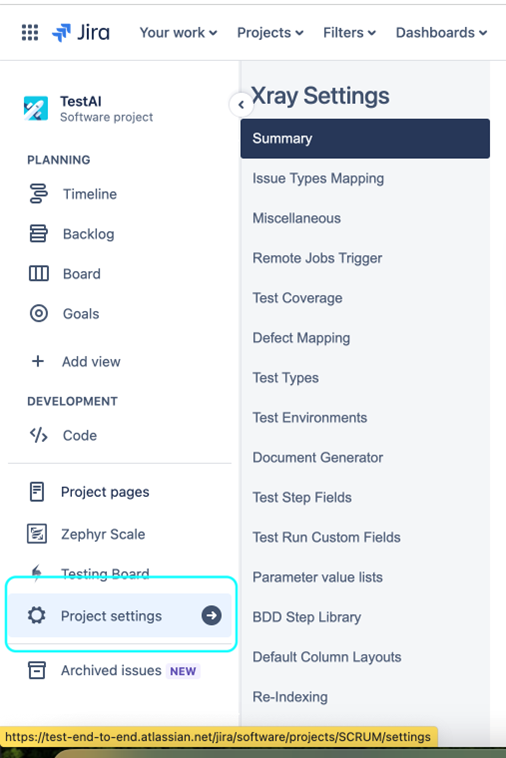 Jira Your work Projects Filters Dashboards
TestAI
Software project
PLANNING
Timeline
Backlog
Board
Goals
Add view
DEVELOPMENT
Code
Project pages
Zephyr Scale
Testing Board
Project settings
Archived issues NEW
Xray Settings
Summary
Issue Types Mapping
Miscellaneous
Remote Jobs Trigger
Test Coverage
Defect Mapping
Test Types
Test Environments
Document Generator
Test Step Fields
Test Run Custom Fields
Parameter value lists
BDD Step Library
Default Column Layouts
Re-Indexing
https://test-end-to-end.atlassian.net/jira/software/projects/SCRUM/settings